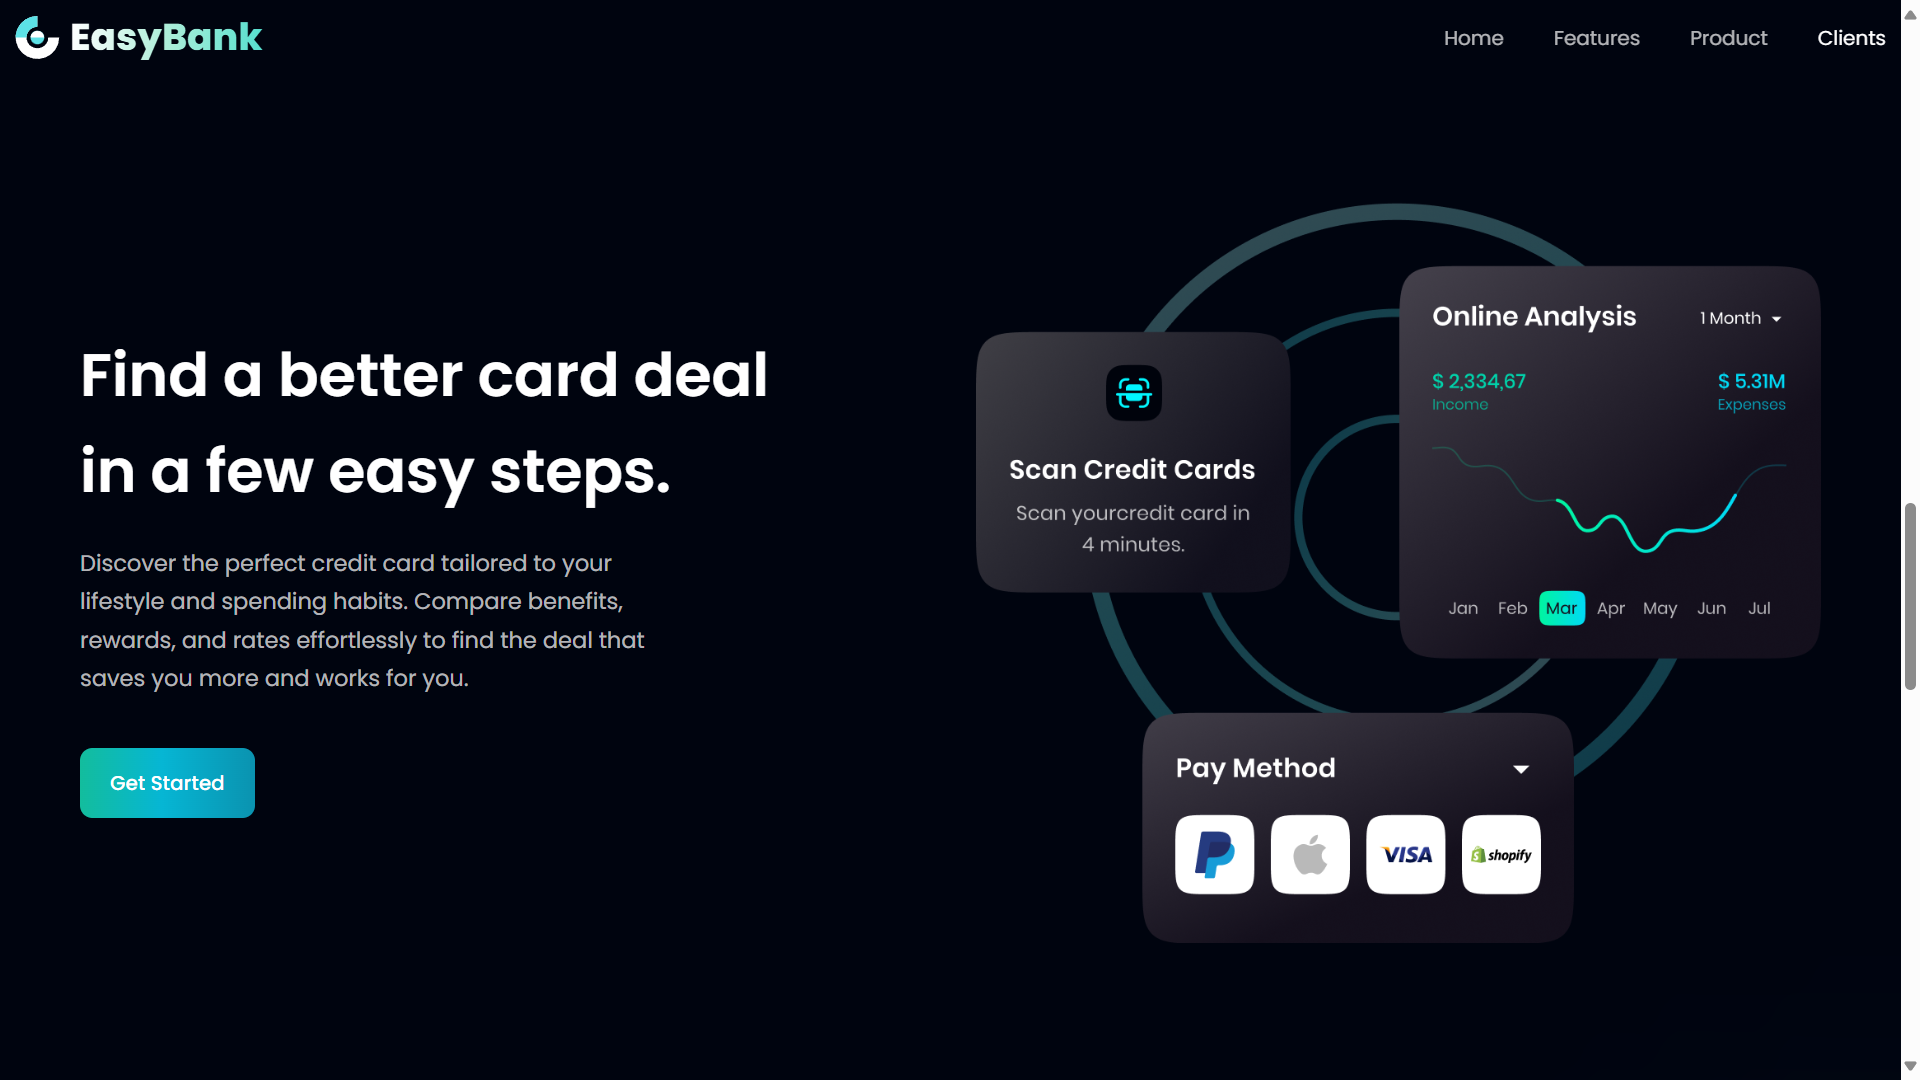 EasyBank
Home Features Product Clients
Find a better card deal
in a few easy steps.
Discover the perfect credit card tailored to your
lifestyle and spending habits. Compare benefits,
rewards, and rates effortlessly to find the deal that
saves you more and works for you.
Get Started
Scan Credit Cards
Scan yourcredit card in
4 minutes.
Online Analysis
1 Month
$ 2,334,67
Income
$ 5.31M
Expenses
Jan Feb Mar Apr May Jun Jul
Pay Method
VISA
shopify